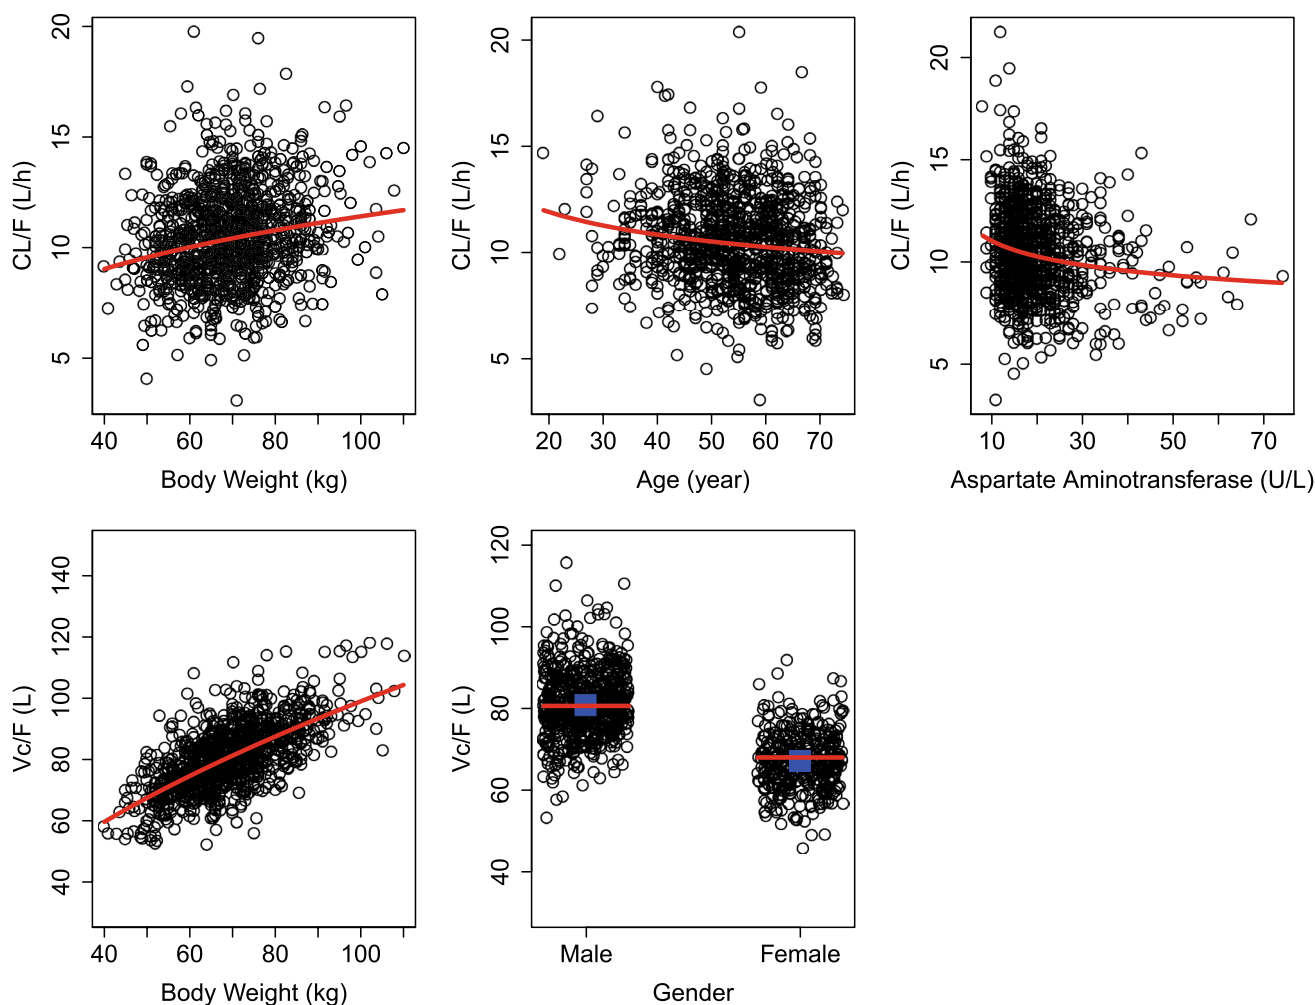 CL/F (L/h)
5 10 15 20
40 60 80 100
Body Weight (kg)
CL/F (L/h)
5 10 15 20
20 30 40 50 60 70
Age (year)
CL/F (L/h)
5 10 15 20
10 30 50 70
Aspartate Aminotransferase (U/L)
Vc/F (L)
40 60 80 100 120 140
40 60 80 100
Body Weight (kg)
Vc/F (L)
40 60 80 100 120
Male Female
Gender